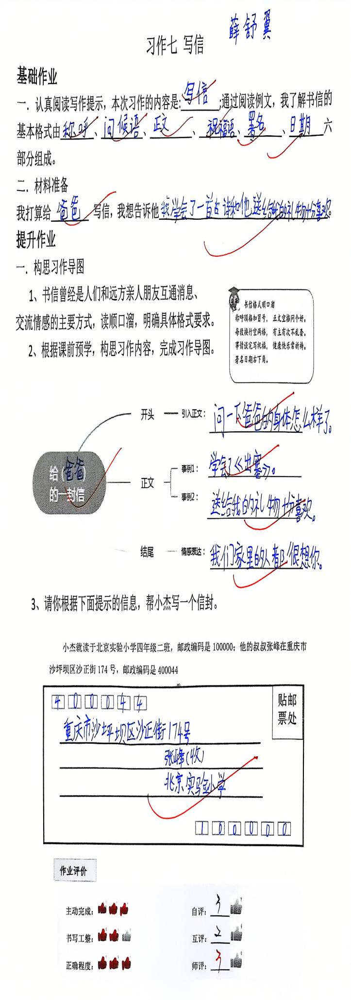 薛舒翼
习作七 写信
基础作业
一．认真阅读写作提示，本次习作的内容是:写信;通过阅读例文，我了解书信的
基本格式由称呼、问候语、正文、祝福语、署名、日期六
部分组成。
二．材料准备
我打算给爸爸写信，我想告诉他我学会了一首古诗和他送给我的礼物十分喜欢。
提升作业
一．构思习作导图
1、书信曾经是人们和远方亲人朋友互通消息、
交流情感的主要方式，读顺口溜，明确具体格式要求。
2、根据课前预学，构思习作内容，完成习作导图。
书信格式顺口溜
称呼顶格加冒号，正文空格问个好。
每段换行空两格，有主有次不乱套。
事情谈完写祝福，健康快乐常祈祷。
署名日期右下角。
开头 引入正文：问一下爸爸的身体怎么样了。
给（爸爸）
的一封信
正文
事例1：学会了《出塞》。
事例2：送给我的礼物十分喜欢。
结尾 情感表达：我们家里的人都很想你。
3、请你根据下面提示的信息，帮小杰写一个信封。
小杰就读于北京实验小学四年级二班，邮政编码是 100000；他的叔叔张峰在重庆市
沙坪坝区沙正街 174 号，邮政编码是 400044
400044
贴邮
票处
重庆市沙坪坝区沙正街174号
张峰(收)
北京实验小学
100000
作业评价
主动完成： 自评：3
书写工整： 互评：2
正确程度： 师评：3